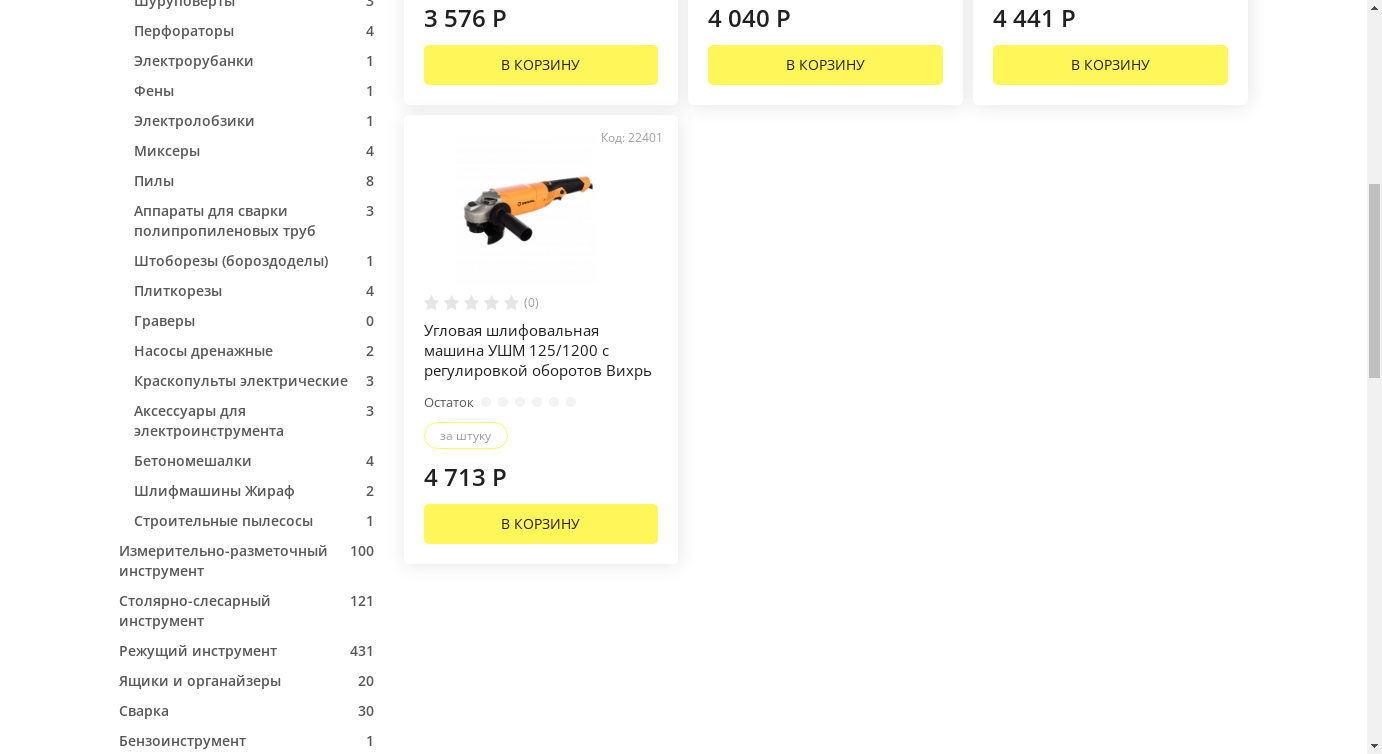 Шуруповерты 3
Перфораторы 4
Электрорубанки 1
Фены 1
Электролобзики 1
Миксеры 4
Пилы 8
Аппараты для сварки 3
полипропиленовых труб
Штоборезы (бороздоделы) 1
Плиткорезы 4
Граверы 0
Насосы дренажные 2
Краскопульты электрические 3
Аксессуары для 3
электроинструмента
Бетономешалки 4
Шлифмашины Жираф 2
Строительные пылесосы 1
Измерительно-разметочный 100
инструмент
Столярно-слесарный 121
инструмент
Режущий инструмент 431
Ящики и органайзеры 20
Сварка 30
Бензоинструмент 1
3 576 Р
В КОРЗИНУ
4 040 Р
В КОРЗИНУ
4 441 Р
В КОРЗИНУ
Код: 22401
(0)
Угловая шлифовальная
машина УШМ 125/1200 с
регулировкой оборотов Вихрь
Остаток
за штуку
4 713 Р
В КОРЗИНУ